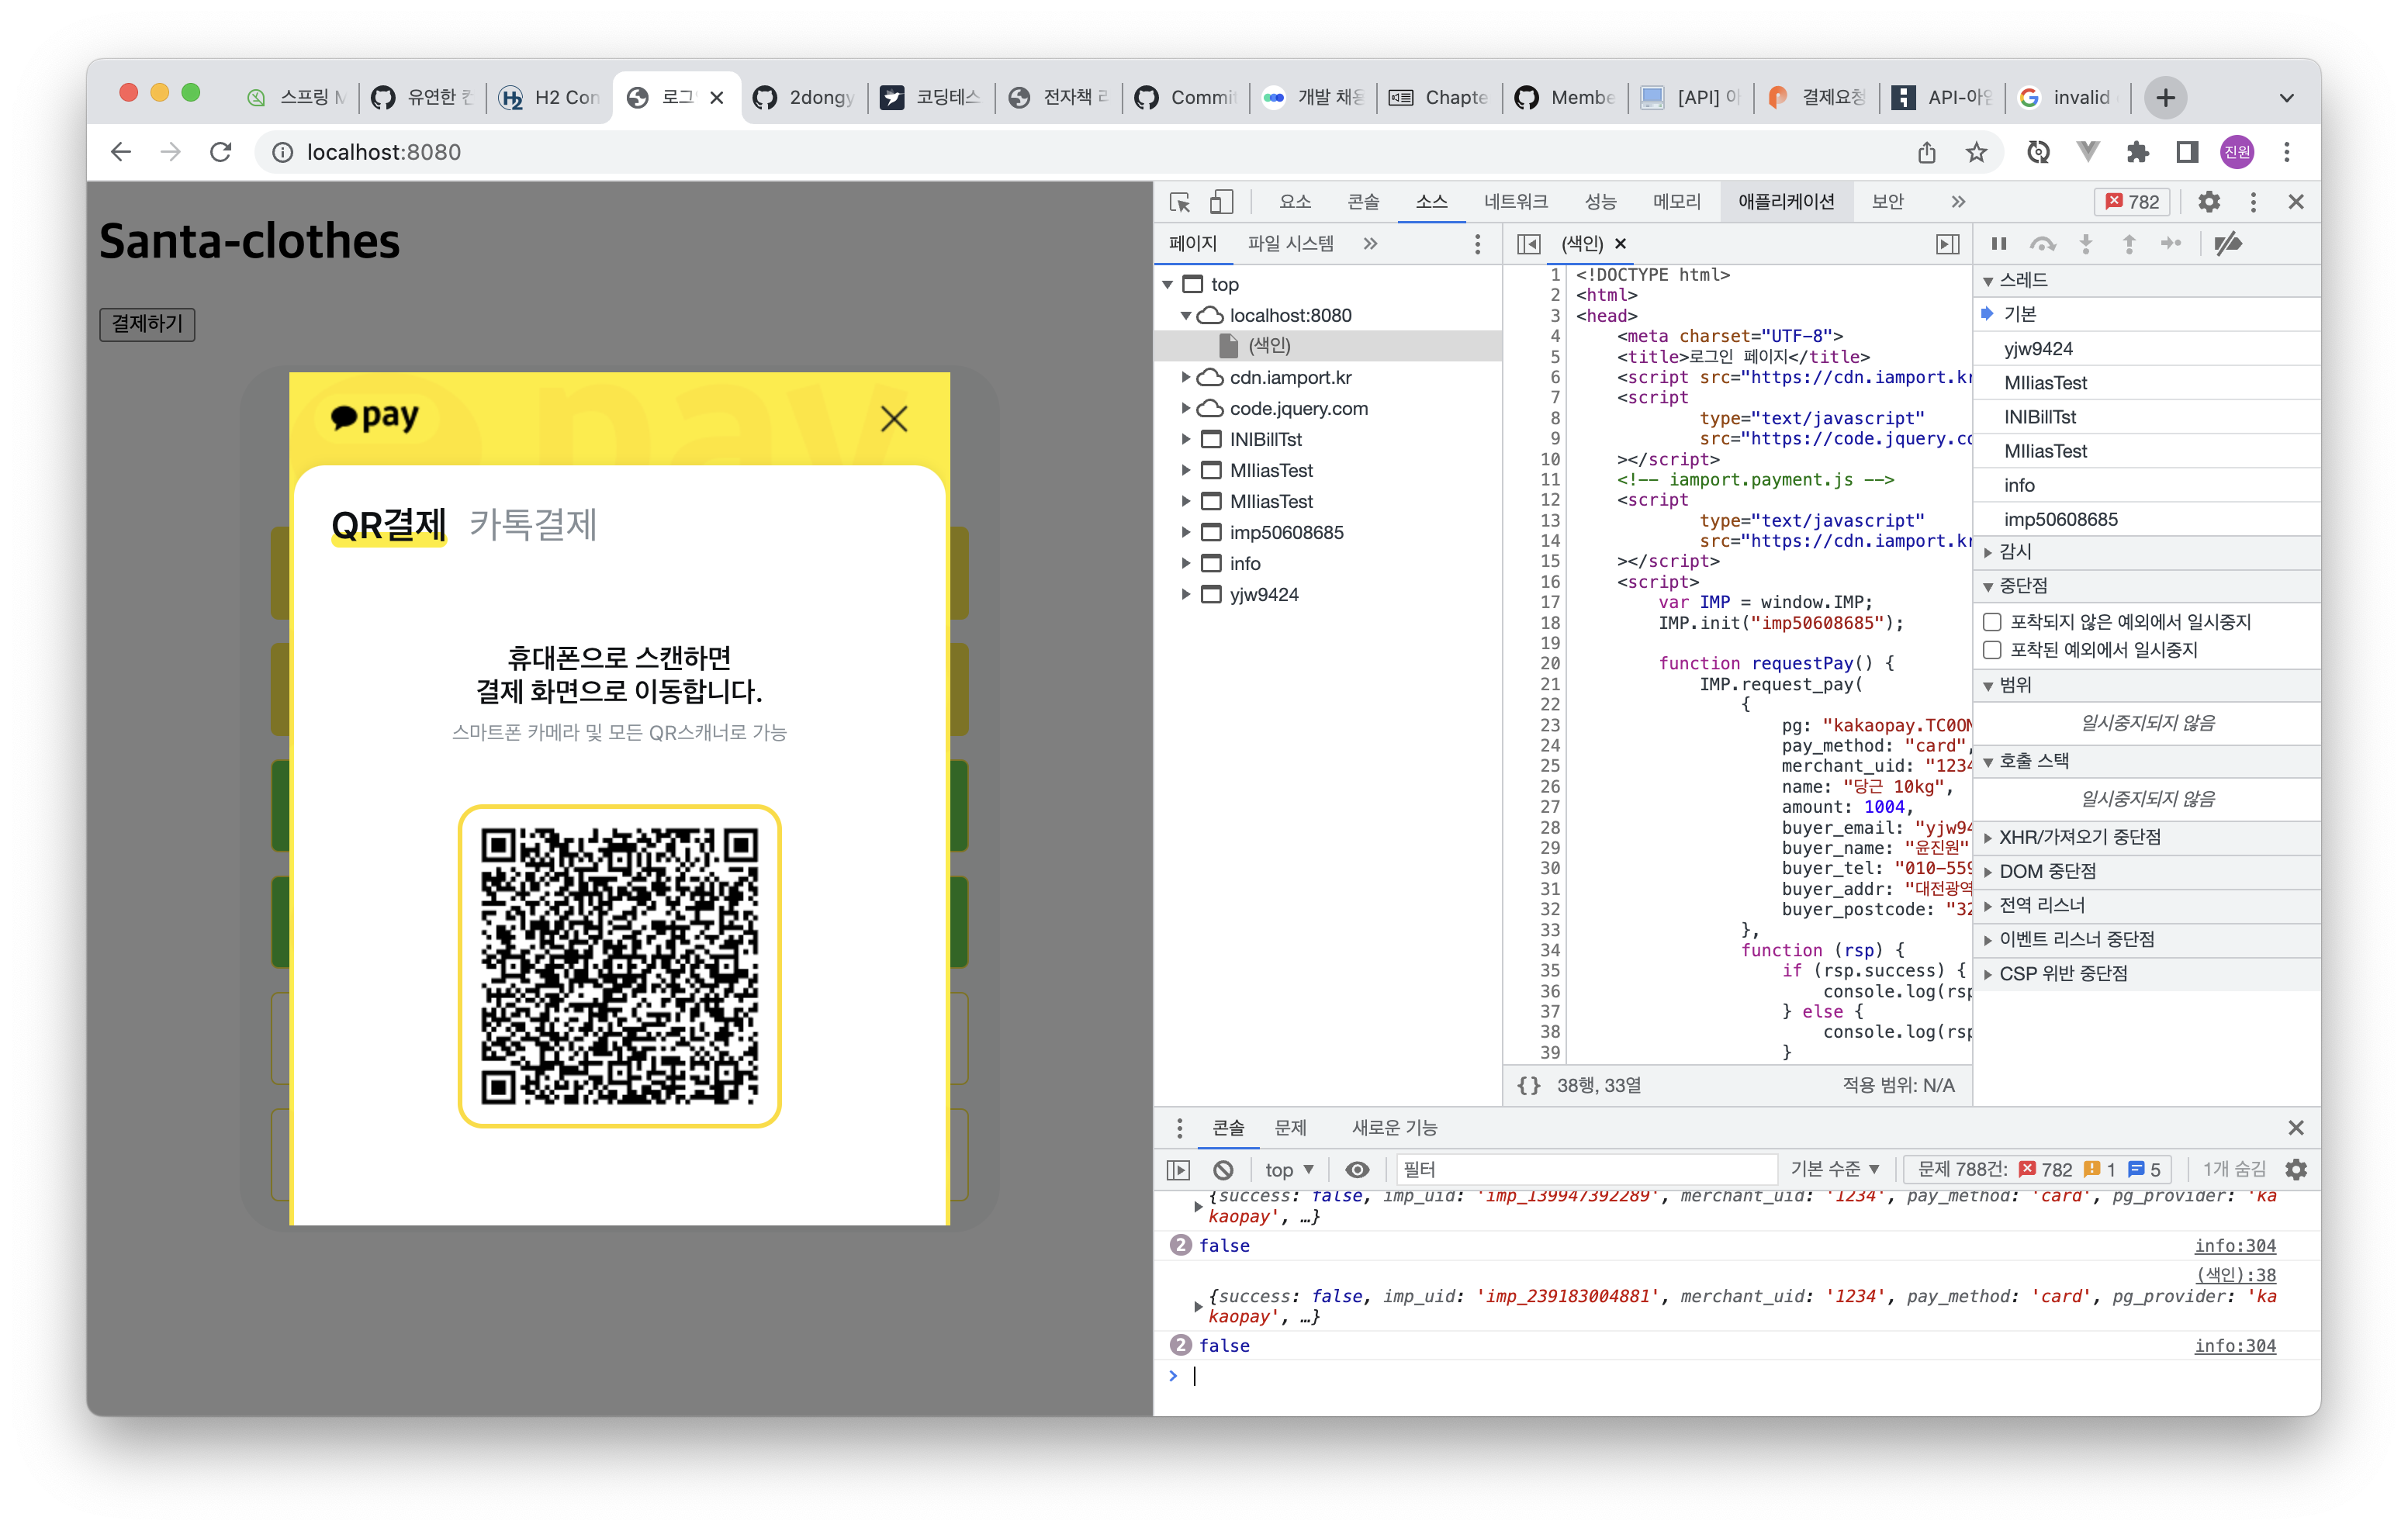 스프링 M
유연한 컨
H2 Con
로그
2dongy
코딩테스
전자책 리
Commit
개발 채용
Chapte
Membe
[API] 아
결제요청
API-아임
invalid
localhost:8080
진원
Santa-clothes
결제하기
pay
QR결제 카톡결제
휴대폰으로 스캔하면
결제 화면으로 이동합니다.
스마트폰 카메라 및 모든 QR스캐너로 가능
요소 콘솔 소스 네트워크 성능 메모리 애플리케이션 보안 » 782
페이지 파일 시스템 »
top
localhost:8080
(색인)
cdn.iamport.kr
code.jquery.com
INIBillTst
MIIiasTest
MIIiasTest
imp50608685
info
yjw9424
(색인)
1 <!DOCTYPE html>
2 <html>
3 <head>
4 <meta charset="UTF-8">
5 <title>로그인 페이지</title>
6 <script src="https://cdn.iamport.kr
7 <script
8 type="text/javascript"
9 src="https://code.jquery.co
10 ></script>
11 <!-- iamport.payment.js -->
12 <script
13 type="text/javascript"
14 src="https://cdn.iamport.kr
15 ></script>
16 <script>
17 var IMP = window.IMP;
18 IMP.init("imp50608685");
19
20 function requestPay() {
21 IMP.request_pay(
22 {
23 pg: "kakaopay.TC0ON
24 pay_method: "card",
25 merchant_uid: "1234
26 name: "당근 10kg",
27 amount: 1004,
28 buyer_email: "yjw94
29 buyer_name: "윤진원"
30 buyer_tel: "010-559
31 buyer_addr: "대전광역
32 buyer_postcode: "32
33 },
34 function (rsp) {
35 if (rsp.success) {
36 console.log(rsp
37 } else {
38 console.log(rsp
39 }
{} 38행, 33열 적용 범위: N/A
스레드
기본
yjw9424
MIIiasTest
INIBillTst
MIIiasTest
info
imp50608685
감시
중단점
포착되지 않은 예외에서 일시중지
포착된 예외에서 일시중지
범위
일시중지되지 않음
호출 스택
일시중지되지 않음
XHR/가져오기 중단점
DOM 중단점
전역 리스너
이벤트 리스너 중단점
CSP 위반 중단점
콘솔 문제 새로운 기능
top 필터 기본 수준 문제 788건: 782 1 5 1개 숨김
{success: false, imp_uid: 'imp_139947392289', merchant_uid: '1234', pay_method: 'card', pg_provider: 'ka
kaopay', …}
2 false info:304
(색인):38
{success: false, imp_uid: 'imp_239183004881', merchant_uid: '1234', pay_method: 'card', pg_provider: 'ka
kaopay', …}
2 false info:304
>